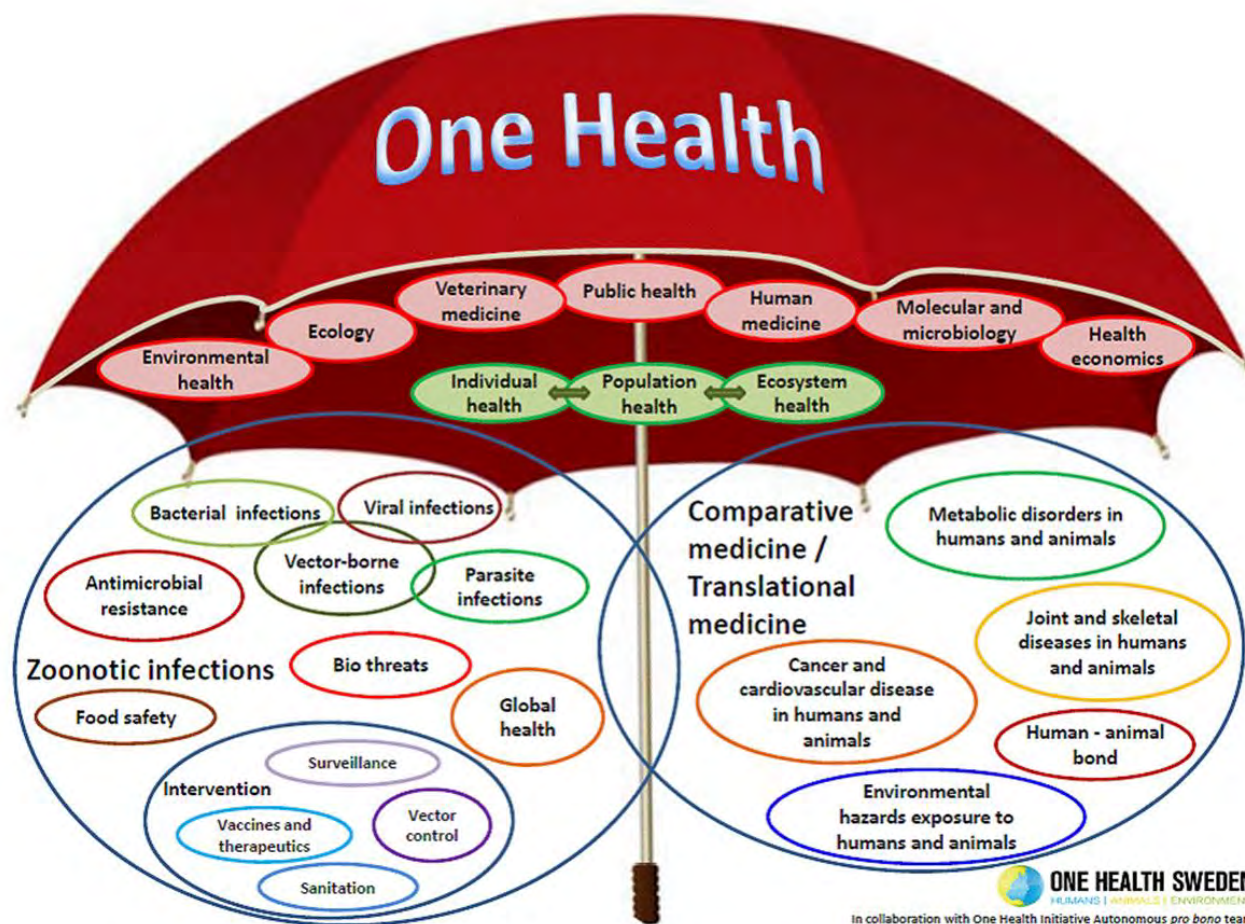 One Health
Environmental
health
Ecology
Veterinary
medicine
Public health
Human
medicine
Molecular and
microbiology
Health
economics
Individual
health
Population
health
Ecosystem
health
Bacterial infections
Viral infections
Vector-borne
infections
Parasite
infections
Antimicrobial
resistance
Bio threats
Zoonotic infections
Food safety
Global
health
Surveillance
Intervention
Vaccines and
therapeutics
Vector
control
Sanitation
Comparative
medicine /
Translational
medicine
Metabolic disorders in
humans and animals
Joint and skeletal
diseases in humans
and animals
Cancer and
cardiovascular disease
in humans and
animals
Human - animal
bond
Environmental
hazards exposure to
humans and animals
ONE HEALTH SWEDEN
HUMANS | ANIMALS | ENVIRONMENT
In collaboration with One Health Initiative Autonomous pro bono team